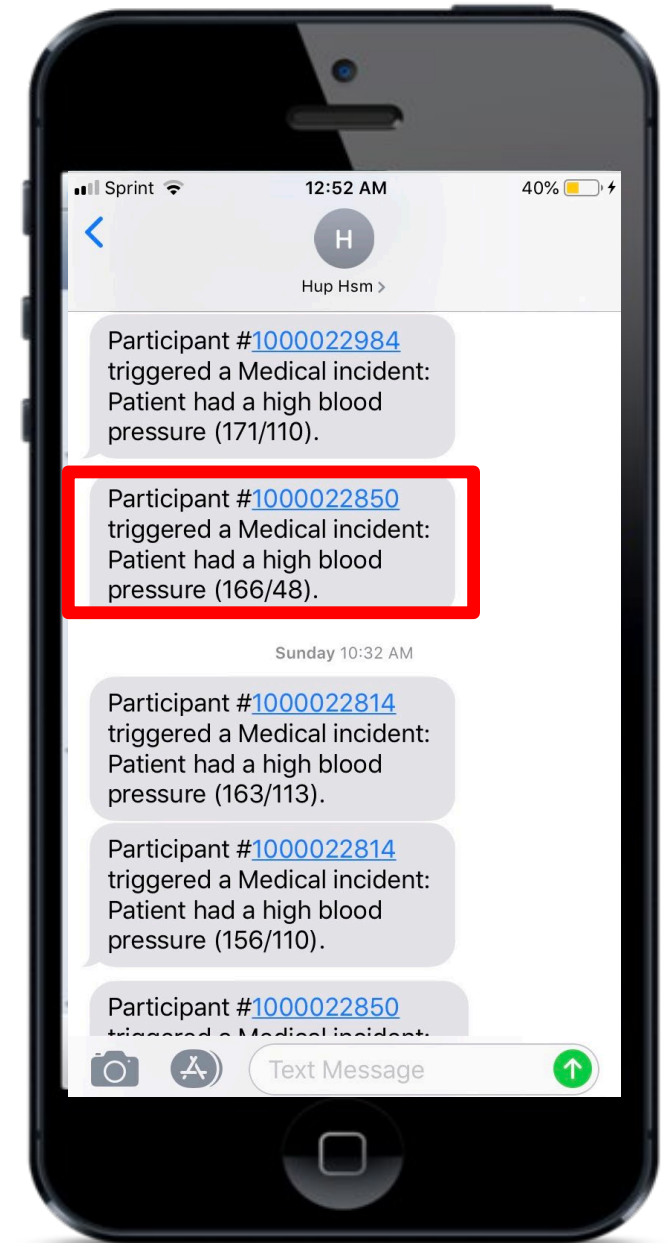 Sprint 12:52 AM 40%
H
Hup Hsm >
Participant #1000022984
triggered a Medical incident:
Patient had a high blood
pressure (171/110).
Participant #1000022850
triggered a Medical incident:
Patient had a high blood
pressure (166/48).
Sunday 10:32 AM
Participant #1000022814
triggered a Medical incident:
Patient had a high blood
pressure (163/113).
Participant #1000022814
triggered a Medical incident:
Patient had a high blood
pressure (156/110).
Participant #1000022850
triggered a Medical incident:
Text Message